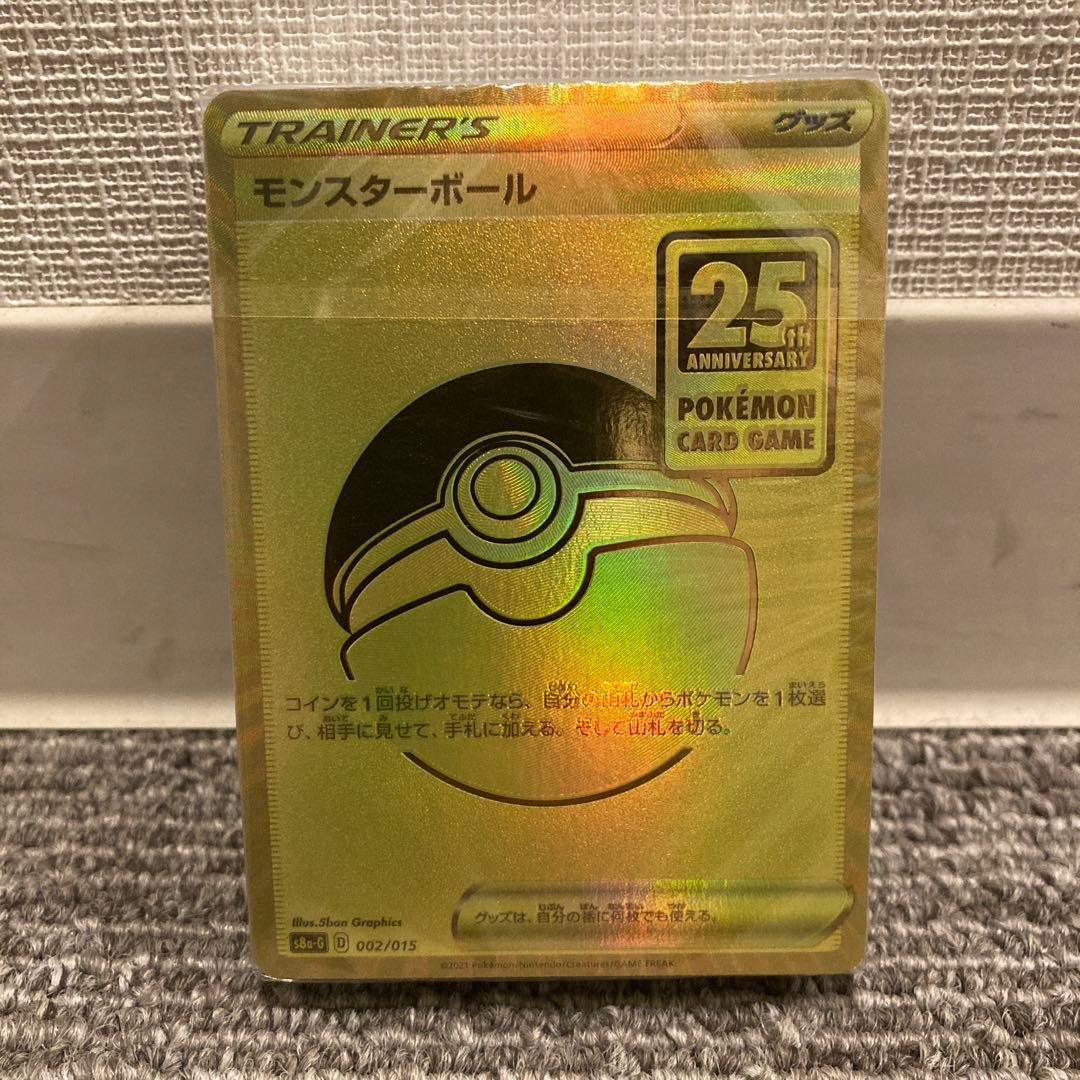 TRAINER'S
グッズ
モンスターボール
25th
ANNIVERSARY
POKÉMON
CARD GAME
コインを1回投げオモテなら、自分の山札からポケモンを1枚選
び、相手に見せて、手札に加える。そして山札を切る。
グッズは、自分の番に何枚でも使える。
Illus.5ban Graphics
s8a-G D 002/015
©2021 Pokémon/Nintendo/Creatures/GAME FREAK